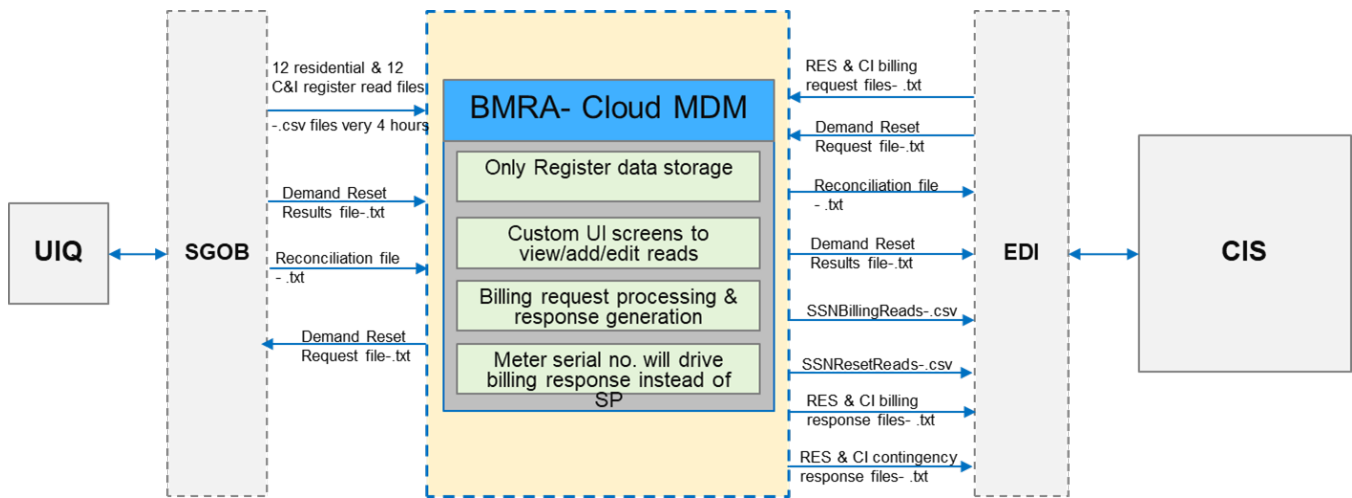 UIQ
SGOB
12 residential & 12
C&I register read files
-.csv files very 4 hours
Demand Reset
Results file-.txt
Reconciliation file
- .txt
Demand Reset
Request file-.txt
BMRA- Cloud MDM
Only Register data storage
Custom UI screens to
view/add/edit reads
Billing request processing &
response generation
Meter serial no. will drive
billing response instead of
SP
RES & CI billing
request files- .txt
Demand Reset
Request file-.txt
Reconciliation file
- .txt
Demand Reset
Results file-.txt
SSNBillingReads-.csv
SSNResetReads-.csv
RES & CI billing
response files- .txt
RES & CI contingency
response files- .txt
EDI
CIS